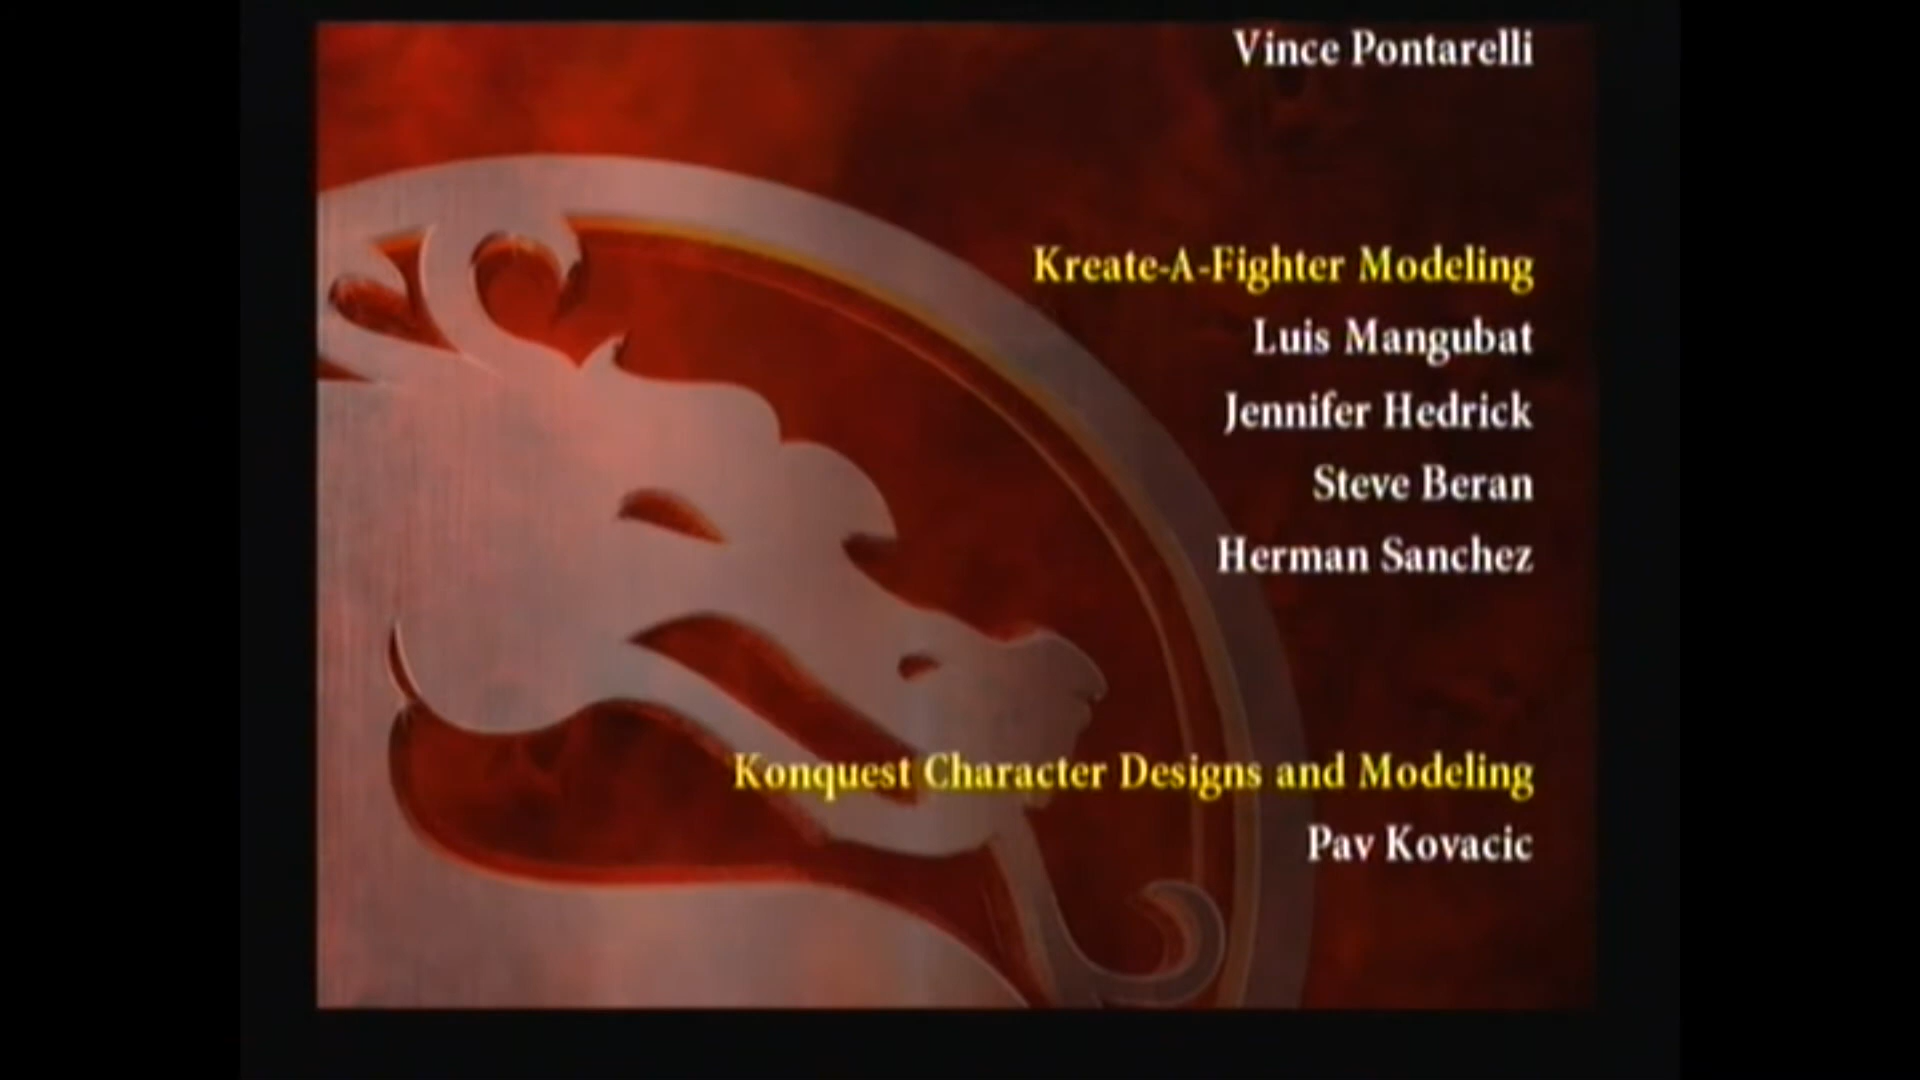 Vince Pontarelli
Kreate-A-Fighter Modeling
Luis Mangubat
Jennifer Hedrick
Steve Beran
Herman Sanchez
Konquest Character Designs and Modeling
Pav Kovacic